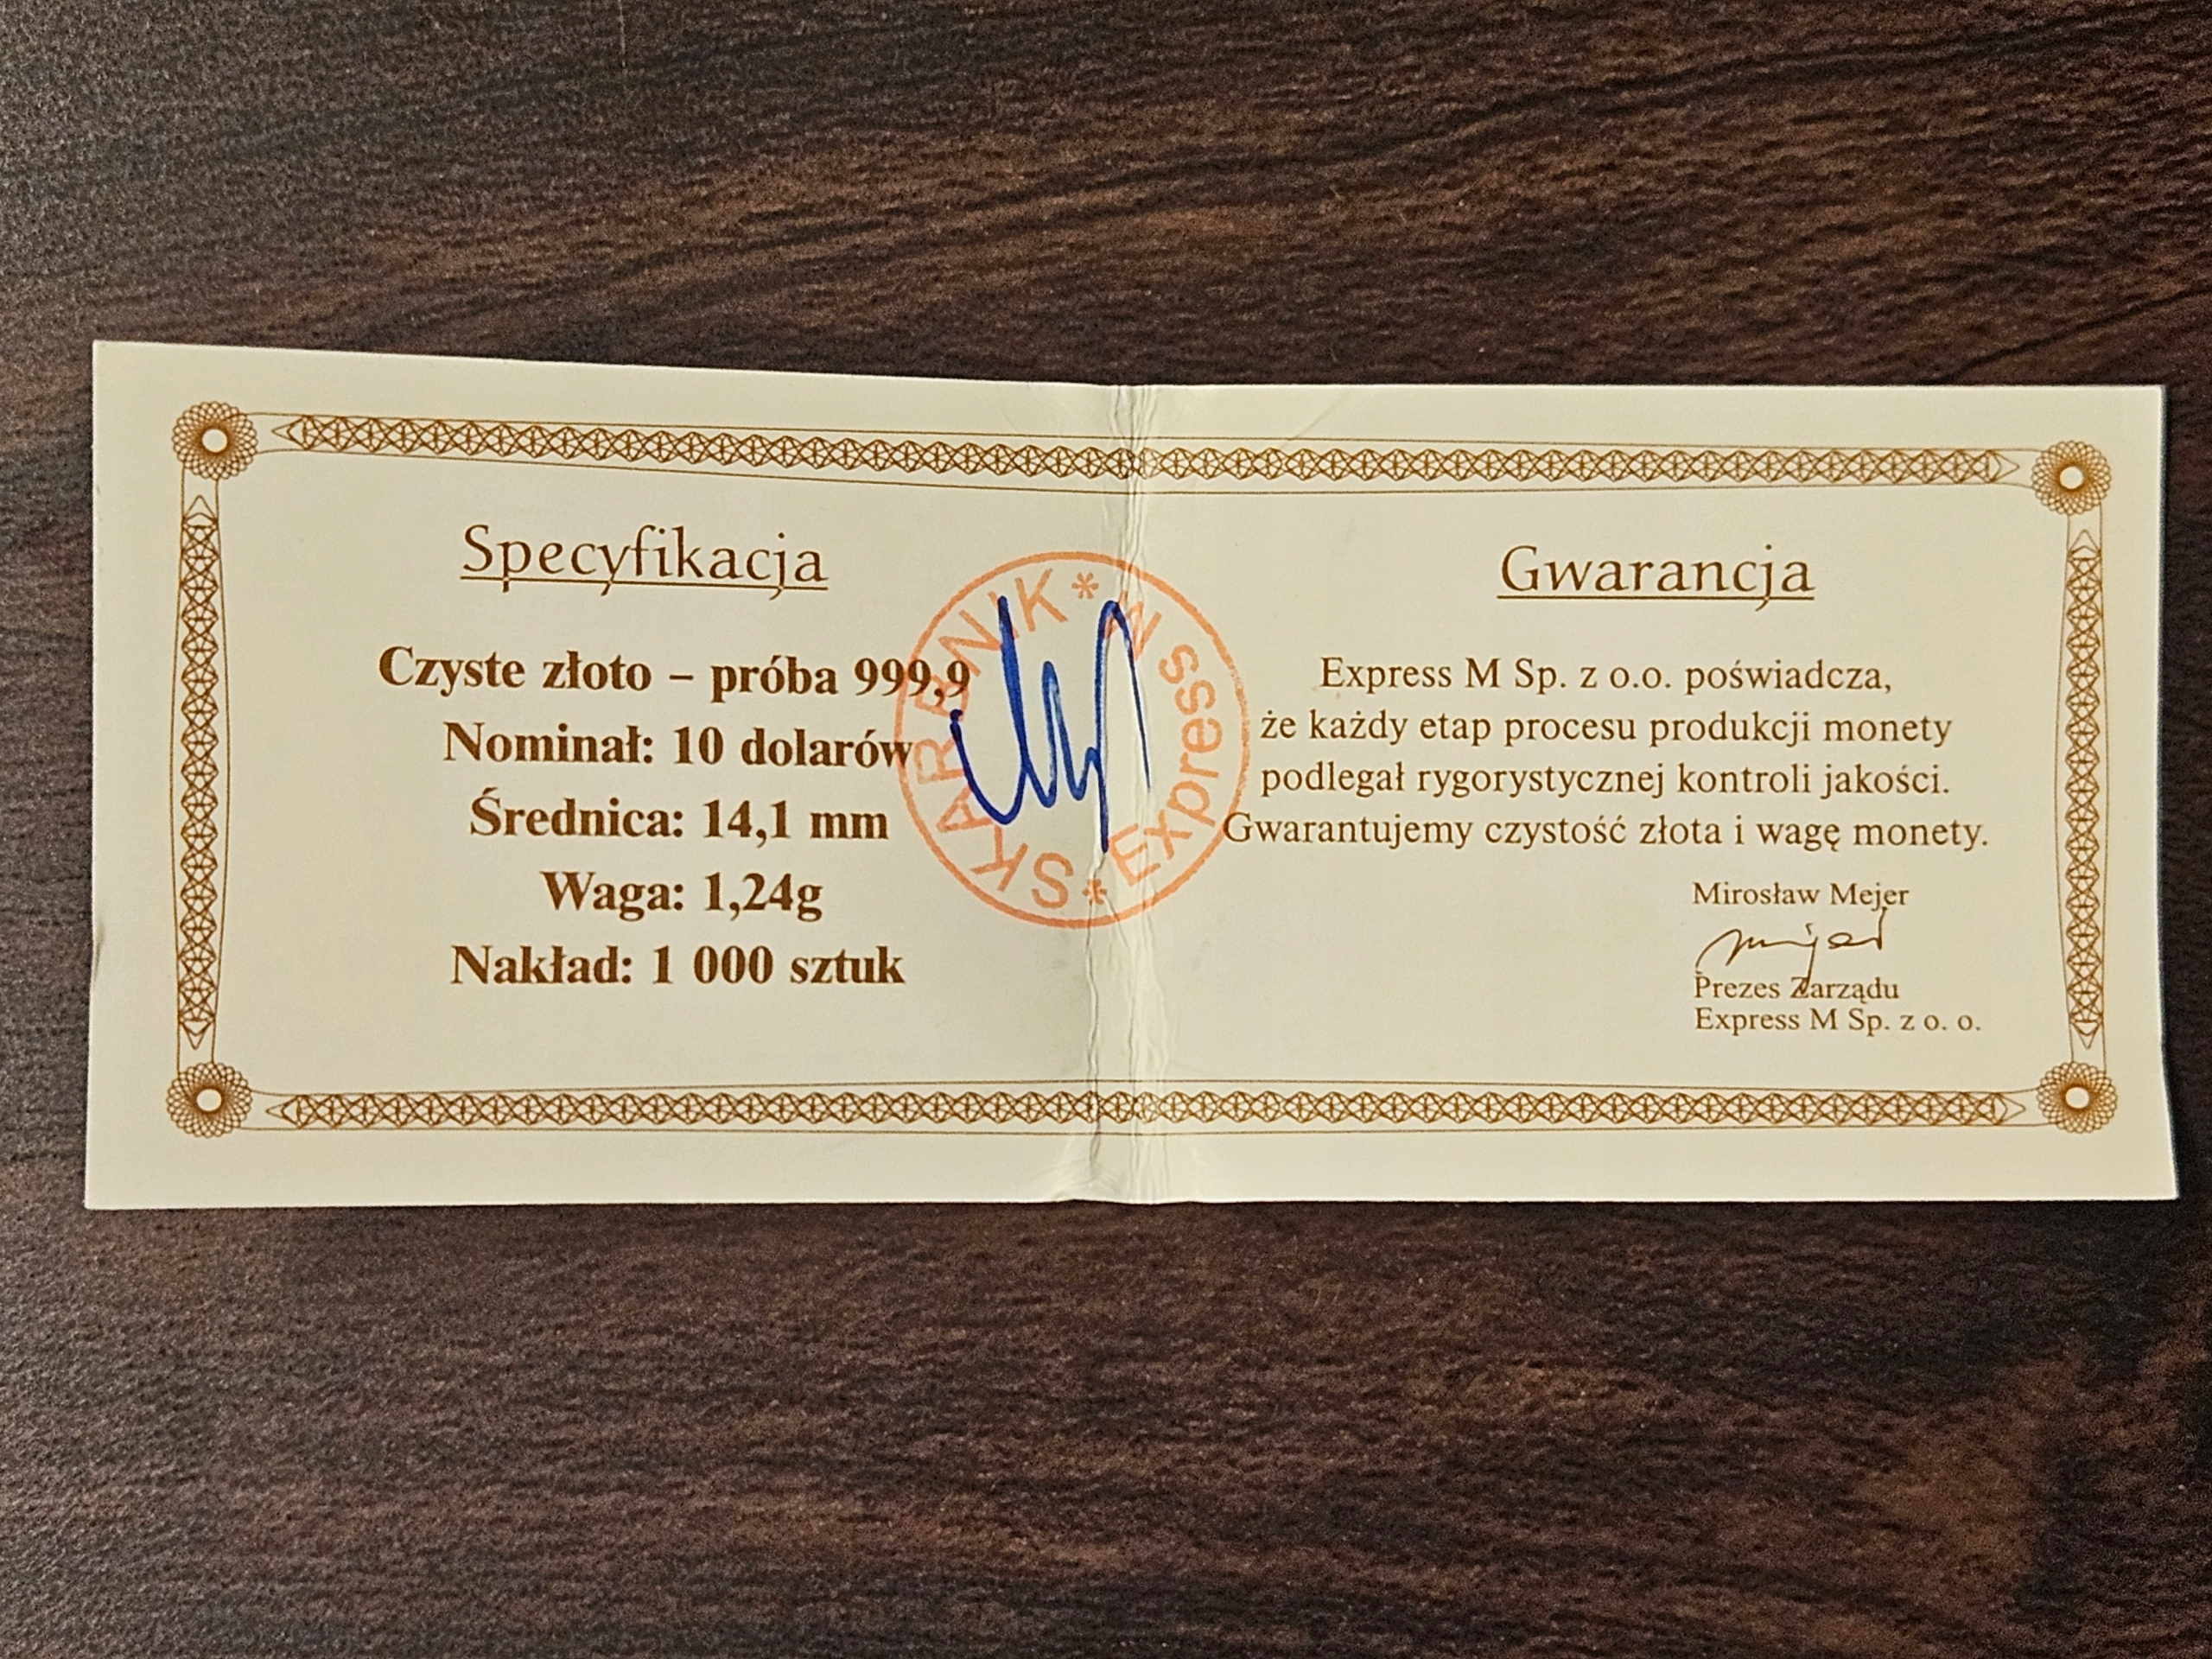 Specyfikacja
Czyste złoto – próba 999,9
Nominał: 10 dolarów
Średnica: 14,1 mm
Waga: 1,24g
Nakład: 1 000 sztuk
SKARBNIK * W ss Express *
Gwarancja
Express M Sp. z o.o. poświadcza,
że każdy etap procesu produkcji monety
podlegał rygorystycznej kontroli jakości.
Gwarantujemy czystość złota i wagę monety.
Mirosław Mejer
Prezes Zarządu
Express M Sp. z o. o.